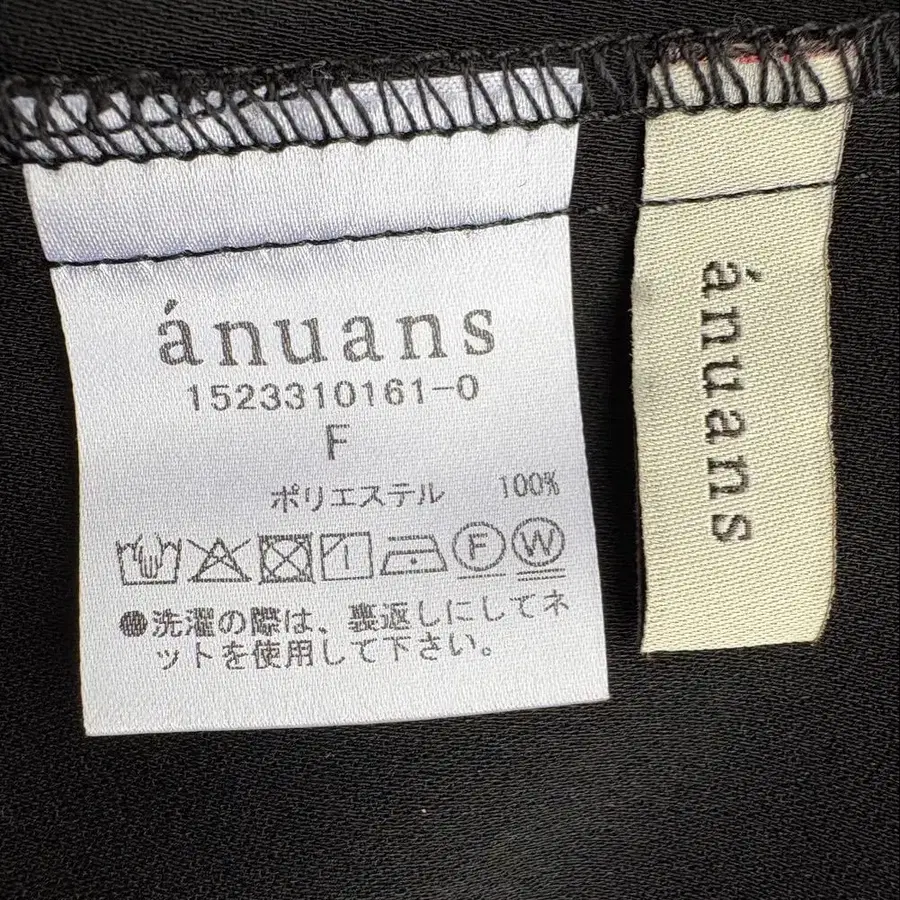 ánuans
1523310161-0
F
ポリエステル 100%
F W
●洗濯の際は、裏返しにしてネ
ットを使用して下さい。
ánuans